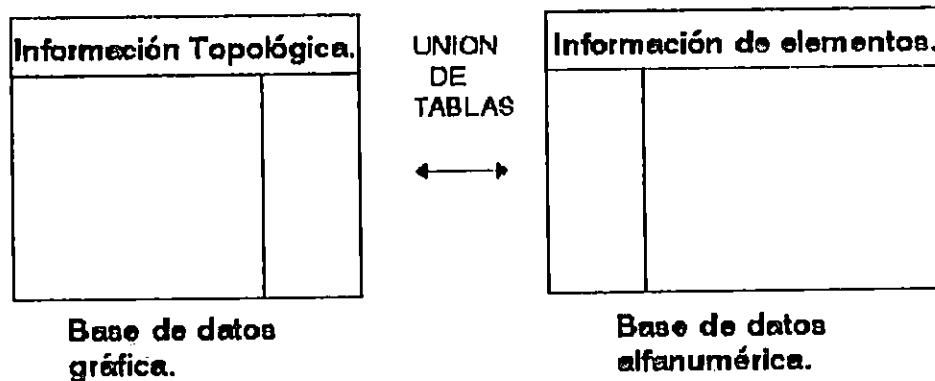 Información Topológica.
UNION
DE
TABLAS
Información de elementos.
Base de datos
gráfica.
Base de datos
alfanumérica.